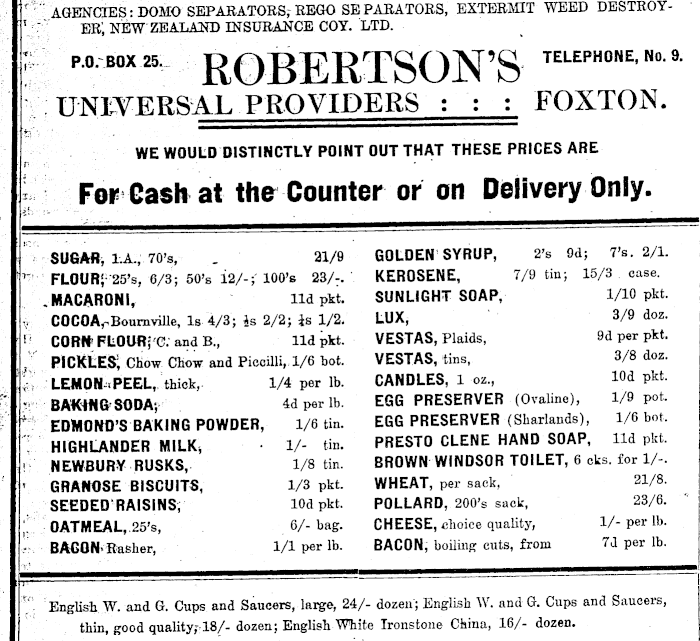 AGENCIES: DOMO SEPARATORS, REGO SEPARATORS, EXTERMIT WEED DESTROY-
ER, NEW ZEALAND INSURANCE COY. LTD.
P.O. BOX 25. ROBERTSON'S TELEPHONE, No. 9.
UNIVERSAL PROVIDERS : : : FOXTON.
WE WOULD DISTINCTLY POINT OUT THAT THESE PRICES ARE
For Cash at the Counter or on Delivery Only.
SUGAR, 1.A., 70's, 21/9
FLOUR, 25's, 6/3; 50's 12/-; 100's 23/-.
MACARONI, 11d pkt.
COCOA, Bournville, 1s 4/3; ½s 2/2; ¼s 1/2.
CORN FLOUR, C. and B., 11d pkt.
PICKLES, Chow Chow and Piccilli, 1/6 bot.
LEMON PEEL, thick, 1/4 per lb.
BAKING SODA, 4d per lb.
EDMOND'S BAKING POWDER, 1/6 tin.
HIGHLANDER MILK, 1/- tin.
NEWBURY RUSKS, 1/8 tin.
GRANOSE BISCUITS, 1/3 pkt.
SEEDED RAISINS, 10d pkt.
OATMEAL, 25's, 6/- bag.
BACON Rasher, 1/1 per lb.
GOLDEN SYRUP, 2's 9d; 7's. 2/1.
KEROSENE, 7/9 tin; 15/3 case.
SUNLIGHT SOAP, 1/10 pkt.
LUX, 3/9 doz.
VESTAS, Plaids, 9d per pkt.
VESTAS, tins, 3/8 doz.
CANDLES, 1 oz., 10d pkt.
EGG PRESERVER (Ovaline), 1/9 pot.
EGG PRESERVER (Sharlands), 1/6 bot.
PRESTO CLENE HAND SOAP, 11d pkt.
BROWN WINDSOR TOILET, 6 cks. for 1/-.
WHEAT, per sack, 21/8.
POLLARD, 200's sack, 23/6.
CHEESE, choice quality, 1/- per lb.
BACON, boiling cuts, from 7d per lb.
English W. and G. Cups and Saucers, large, 24/- dozen; English W. and G. Cups and Saucers,
thin, good quality, 18/- dozen; English White Ironstone China, 16/- dozen.